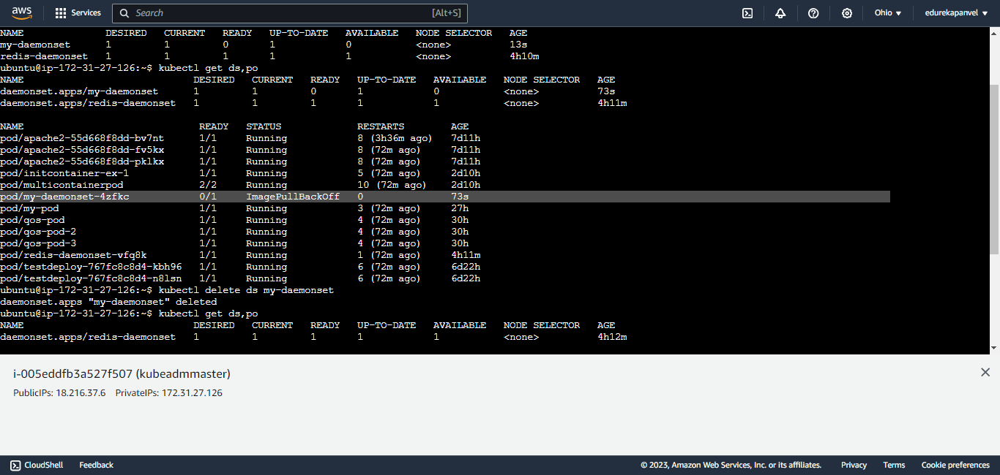 aws Services Search [Alt+S] Ohio edurekapanvel
NAME DESIRED CURRENT READY UP-TO-DATE AVAILABLE NODE SELECTOR AGE
my-daemonset 1 1 0 1 0 <none> 13s
redis-daemonset 1 1 1 1 1 <none> 4h10m
ubuntu@ip-172-31-27-126:~$ kubectl get ds,po
NAME DESIRED CURRENT READY UP-TO-DATE AVAILABLE NODE SELECTOR AGE
daemonset.apps/my-daemonset 1 1 0 1 0 <none> 73s
daemonset.apps/redis-daemonset 1 1 1 1 1 <none> 4h11m
NAME READY STATUS RESTARTS AGE
pod/apache2-55d668f8dd-bv7nt 1/1 Running 8 (3h36m ago) 7d11h
pod/apache2-55d668f8dd-fv5kx 1/1 Running 8 (72m ago) 7d11h
pod/apache2-55d668f8dd-pklkx 1/1 Running 8 (72m ago) 7d11h
pod/initcontainer-ex-1 1/1 Running 5 (72m ago) 2d10h
pod/multicontainerpod 2/2 Running 10 (72m ago) 2d10h
pod/my-daemonset-4zfkc 0/1 ImagePullBackOff 0 73s
pod/my-pod 1/1 Running 3 (72m ago) 27h
pod/qos-pod 1/1 Running 4 (72m ago) 30h
pod/qos-pod-2 1/1 Running 4 (72m ago) 30h
pod/qos-pod-3 1/1 Running 4 (72m ago) 30h
pod/redis-daemonset-vfq8k 1/1 Running 1 (72m ago) 4h11m
pod/testdeploy-767fc8c8d4-kbh96 1/1 Running 6 (72m ago) 6d22h
pod/testdeploy-767fc8c8d4-n8lsn 1/1 Running 6 (72m ago) 6d22h
ubuntu@ip-172-31-27-126:~$ kubectl delete ds my-daemonset
daemonset.apps "my-daemonset" deleted
ubuntu@ip-172-31-27-126:~$ kubectl get ds,po
NAME DESIRED CURRENT READY UP-TO-DATE AVAILABLE NODE SELECTOR AGE
daemonset.apps/redis-daemonset 1 1 1 1 1 <none> 4h12m
i-005eddfb3a527f507 (kubeadmmaster)
PublicIPs: 18.216.37.6 PrivateIPs: 172.31.27.126
CloudShell Feedback © 2023, Amazon Web Services, Inc. or its affiliates. Privacy Terms Cookie preferences